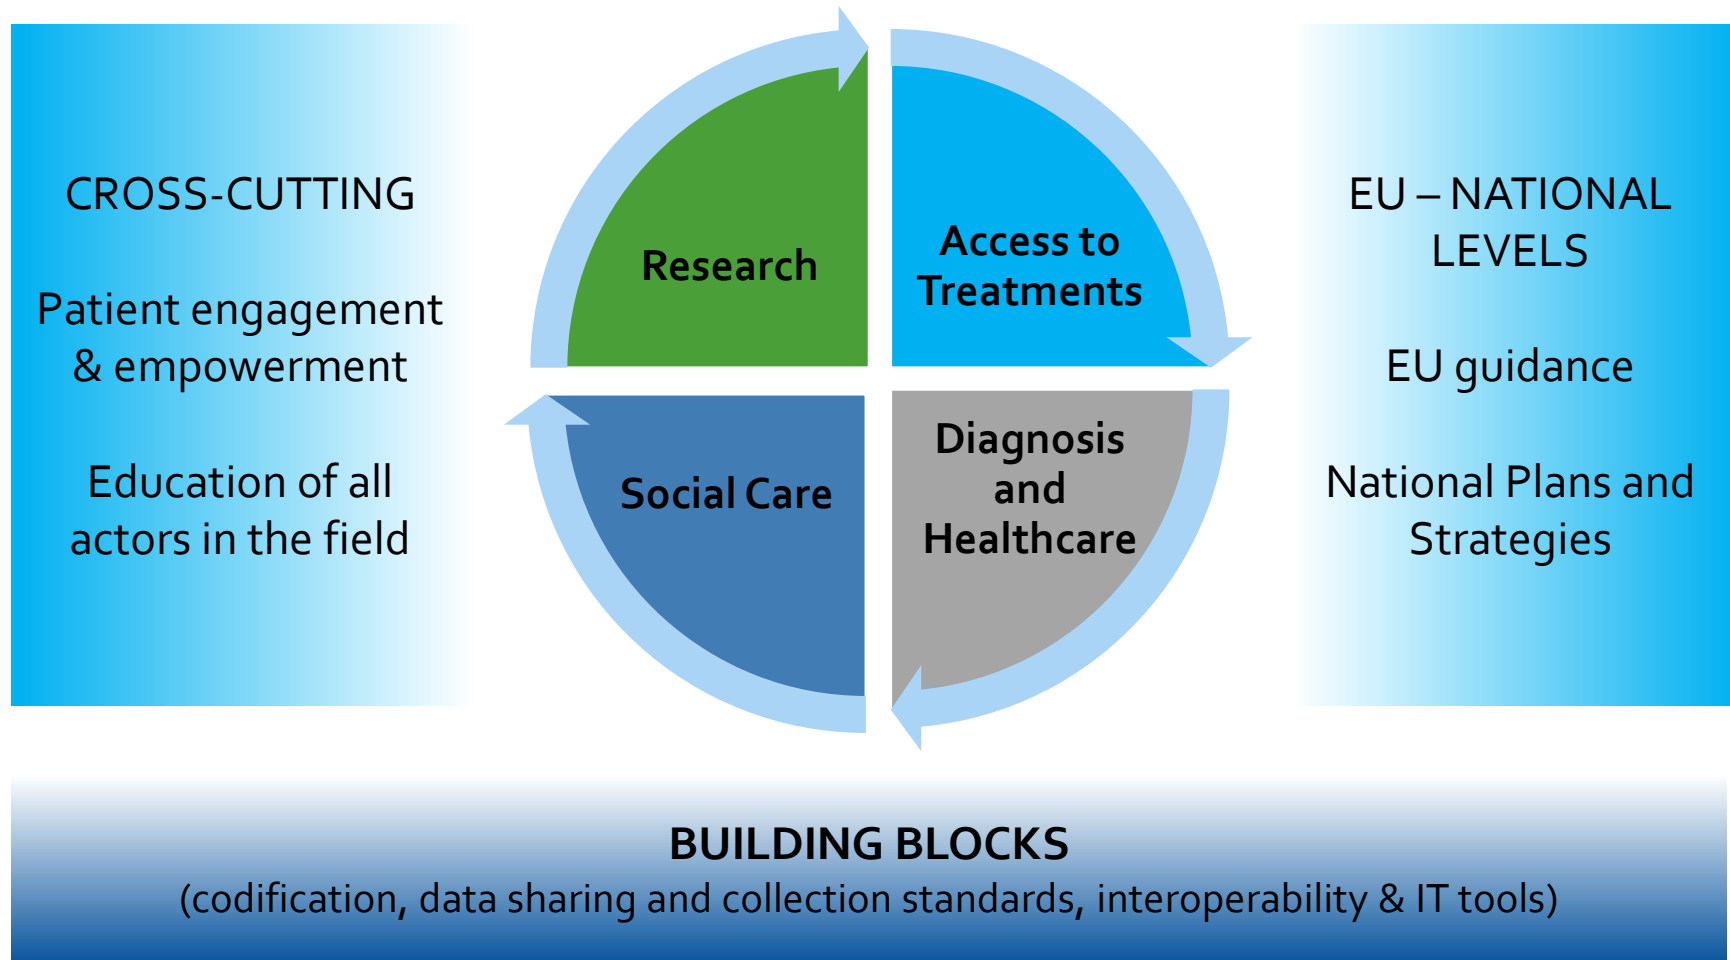 CROSS-CUTTING
Patient engagement
& empowerment
Education of all
actors in the field
Research
Access to
Treatments
Social Care
Diagnosis
and
Healthcare
EU – NATIONAL
LEVELS
EU guidance
National Plans and
Strategies
BUILDING BLOCKS
(codification, data sharing and collection standards, interoperability & IT tools)